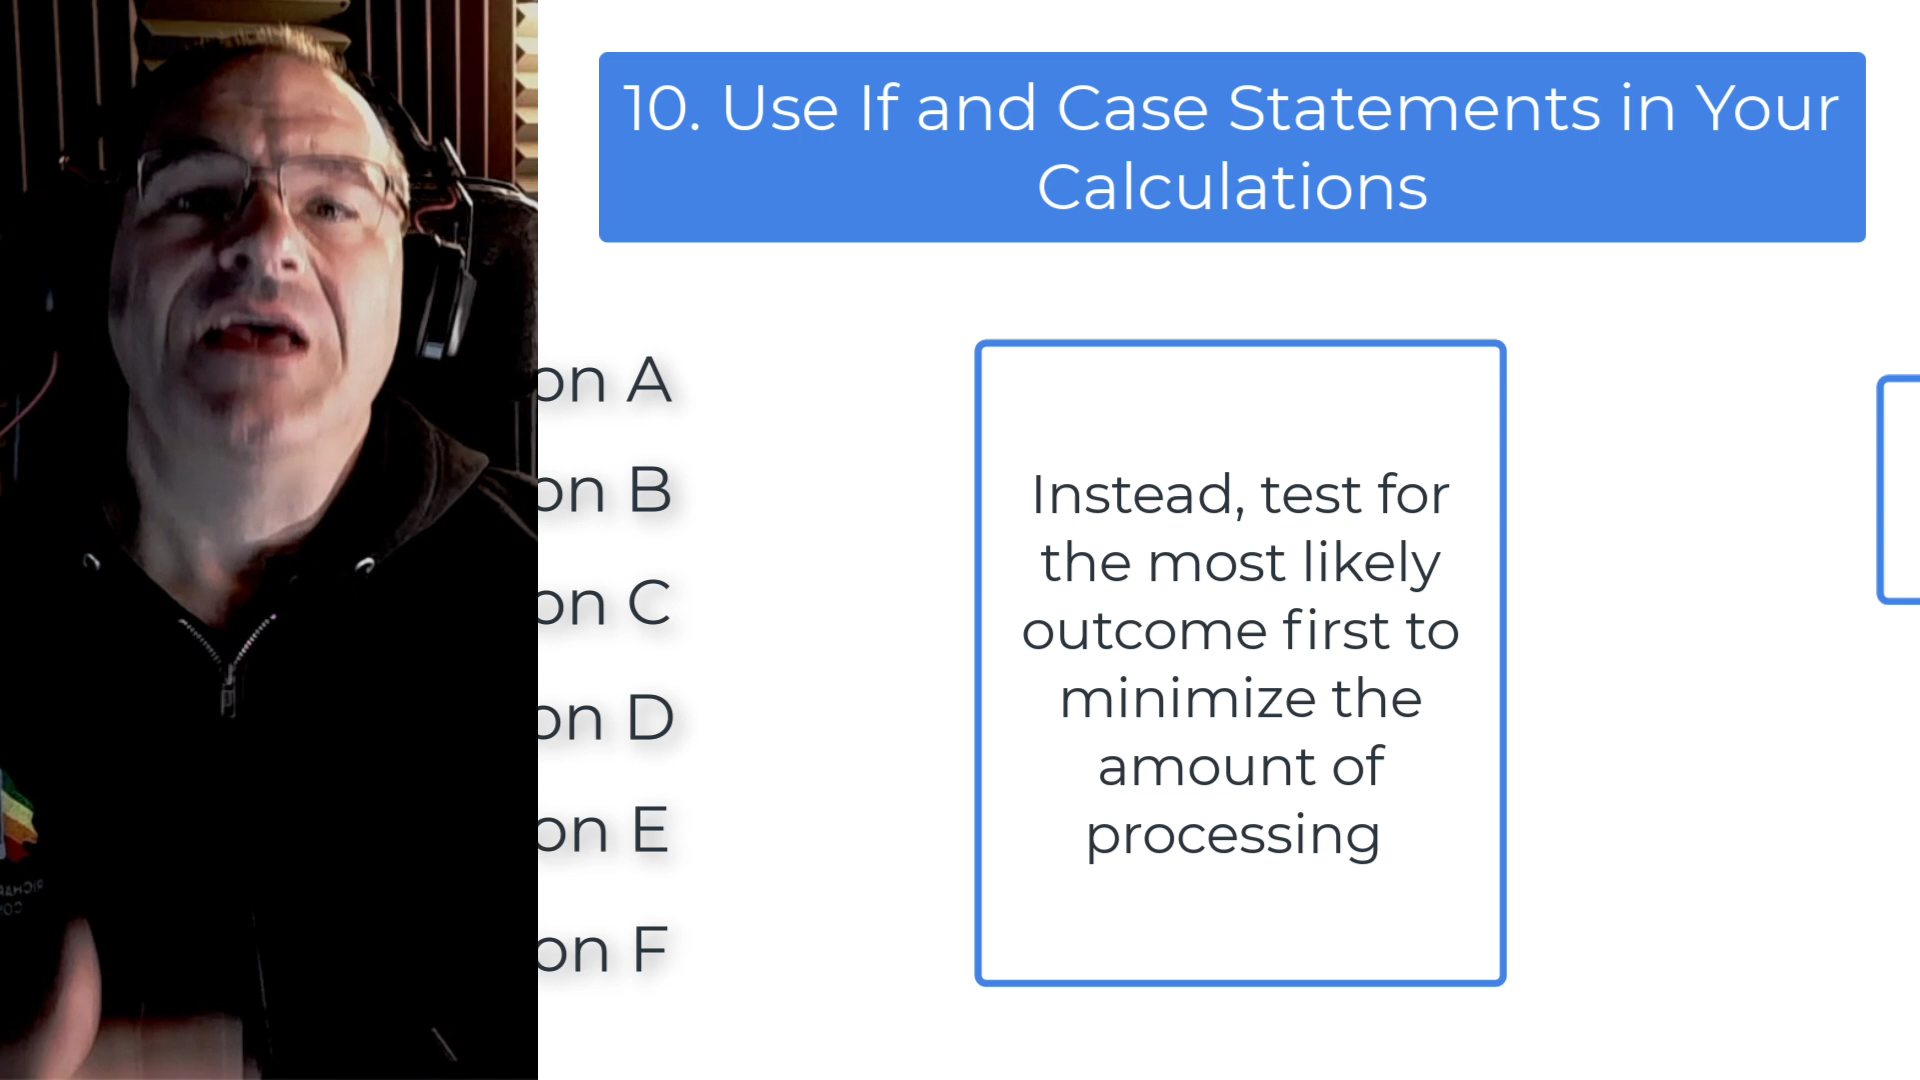 10. Use If and Case Statements in Your
Calculations
on A
on B
on C
on D
on E
on F
Instead, test for
the most likely
outcome first to
minimize the
amount of
processing